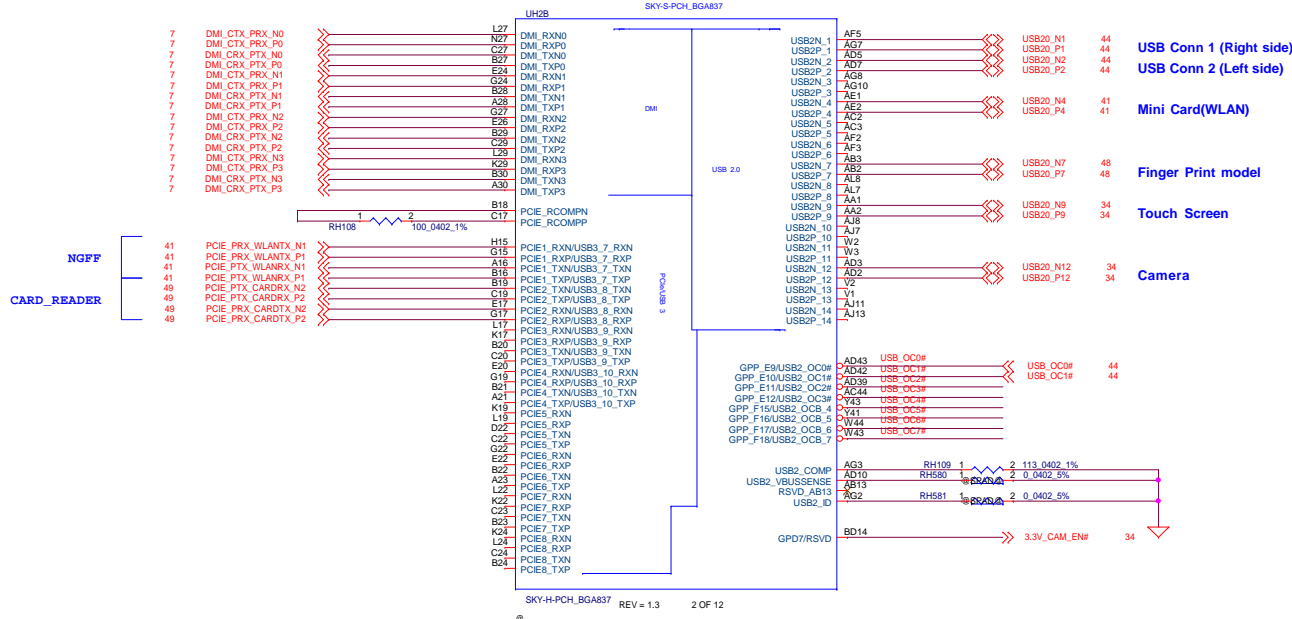 SKY-S-PCH_BGA837
UH2B
7 DMI_CTX_PRX_N0 L27 DMI_RXN0
7 DMI_CTX_PRX_P0 N27 DMI_RXP0
7 DMI_CRX_PTX_N0 C27 DMI_TXN0
7 DMI_CRX_PTX_P0 B27 DMI_TXP0
7 DMI_CTX_PRX_N1 E24 DMI_RXN1
7 DMI_CTX_PRX_P1 G24 DMI_RXP1
7 DMI_CRX_PTX_N1 B28 DMI_TXN1
7 DMI_CRX_PTX_P1 A28 DMI_TXP1
7 DMI_CTX_PRX_N2 G27 DMI_RXN2
7 DMI_CTX_PRX_P2 E26 DMI_RXP2
7 DMI_CRX_PTX_N2 B29 DMI_TXN2
7 DMI_CRX_PTX_P2 C29 DMI_TXP2
7 DMI_CTX_PRX_N3 L29 DMI_RXN3
7 DMI_CTX_PRX_P3 K29 DMI_RXP3
7 DMI_CRX_PTX_N3 B30 DMI_TXN3
7 DMI_CRX_PTX_P3 A30 DMI_TXP3
B18 PCIE_RCOMPN
RH108 1 2 100_0402_1% C17 PCIE_RCOMPP
NGFF
CARD_READER
41 PCIE_PRX_WLANTX_N1 H15 PCIE1_RXN/USB3_7_RXN
41 PCIE_PRX_WLANTX_P1 G15 PCIE1_RXP/USB3_7_RXP
41 PCIE_PTX_WLANRX_N1 A16 PCIE1_TXN/USB3_7_TXN
41 PCIE_PTX_WLANRX_P1 B16 PCIE1_TXP/USB3_7_TXP
49 PCIE_PTX_CARDRX_N2 B19 PCIE2_TXN/USB3_8_TXN
49 PCIE_PTX_CARDRX_P2 C19 PCIE2_TXP/USB3_8_TXP
49 PCIE_PRX_CARDTX_N2 E17 PCIE2_RXN/USB3_8_RXN
49 PCIE_PRX_CARDTX_P2 G17 PCIE2_RXP/USB3_8_RXP
L17 PCIE3_RXN/USB3_9_RXN
K17 PCIE3_RXP/USB3_9_RXP
B20 PCIE3_TXN/USB3_9_TXN
C20 PCIE3_TXP/USB3_9_TXP
E20 PCIE4_RXN/USB3_10_RXN
G19 PCIE4_RXP/USB3_10_RXP
B21 PCIE4_TXN/USB3_10_TXN
A21 PCIE4_TXP/USB3_10_TXP
K19 PCIE5_RXN
L19 PCIE5_RXP
D22 PCIE5_TXN
C22 PCIE5_TXP
G22 PCIE6_RXN
E22 PCIE6_RXP
B22 PCIE6_TXN
A23 PCIE6_TXP
L22 PCIE7_RXN
K22 PCIE7_RXP
C23 PCIE7_TXN
B23 PCIE7_TXP
K24 PCIE8_RXN
L24 PCIE8_RXP
C24 PCIE8_TXN
B24 PCIE8_TXP
DMI
USB 2.0
PCIe/USB 3
USB2N_1 AF5 USB20_N1 44
USB2P_1 AG7 USB20_P1 44
USB Conn 1 (Right side)
USB2N_2 AD5 USB20_N2 44
USB2P_2 AD7 USB20_P2 44
USB Conn 2 (Left side)
USB2N_3 AG8
USB2P_3 AG10
USB2N_4 AE1 USB20_N4 41
USB2P_4 AE2 USB20_P4 41
Mini Card(WLAN)
USB2N_5 AC2
USB2P_5 AC3
USB2N_6 AF2
USB2P_6 AF3
USB2N_7 AB3 USB20_N7 48
USB2P_7 AB2 USB20_P7 48
Finger Print model
USB2N_8 AL8
USB2P_8 AL7
USB2N_9 AA1 USB20_N9 34
USB2P_9 AA2 USB20_P9 34
Touch Screen
USB2N_10 AJ8
USB2P_10 AJ7
USB2N_11 W2
USB2P_11 W3
USB2N_12 AD3 USB20_N12 34
USB2P_12 AD2 USB20_P12 34
Camera
USB2N_13 V2
USB2P_13 V1
USB2N_14 AJ11
USB2P_14 AJ13
GPP_E9/USB2_OC0# AD43 USB_OC0# USB_OC0# 44
GPP_E10/USB2_OC1# AD42 USB_OC1# USB_OC1# 44
GPP_E11/USB2_OC2# AD39 USB_OC2#
GPP_E12/USB2_OC3# AC44 USB_OC3#
GPP_F15/USB2_OCB_4 Y43 USB_OC4#
GPP_F16/USB2_OCB_5 Y41 USB_OC5#
GPP_F17/USB2_OCB_6 W44 USB_OC6#
GPP_F18/USB2_OCB_7 W43 USB_OC7#
USB2_COMP AG3 RH109 1 2 113_0402_1%
USB2_VBUSSENSE AD10 RH580 1 2 0_0402_5%
RSVD_AB13 AB13
USB2_ID AG2 RH581 1 2 0_0402_5%
GPD7/RSVD BD14 3.3V_CAM_EN# 34
SKY-H-PCH_BGA837 REV = 1.3 2 OF 12
@